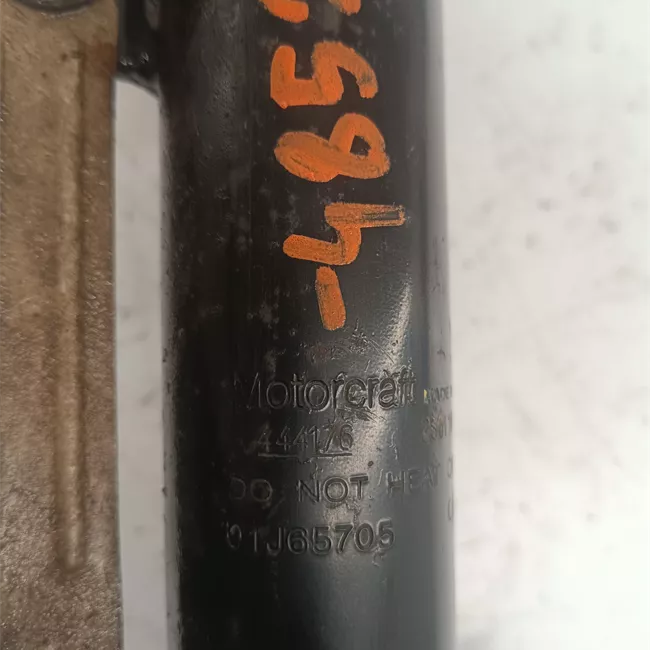 -485
Motorcraft
444176
DO NOT HEAT
01J65705